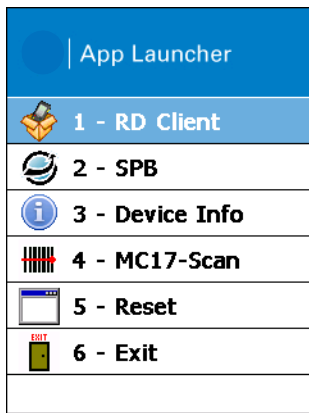 App Launcher
1 - RD Client
2 - SPB
3 - Device Info
4 - MC17-Scan
5 - Reset
EXIT
6 - Exit